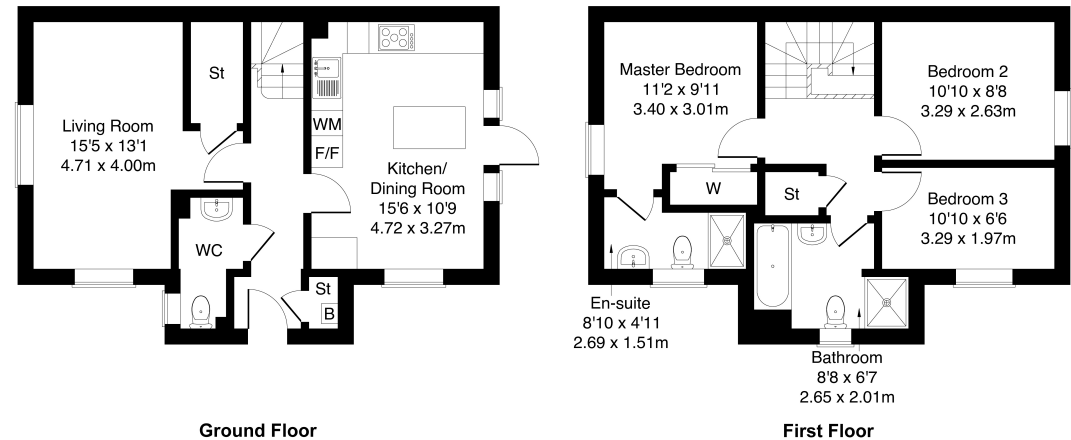 St
Living Room
15'5 x 13'1
4.71 x 4.00m
WM
F/F
Kitchen/
Dining Room
15'6 x 10'9
4.72 x 3.27m
WC
St
B
Ground Floor
Master Bedroom
11'2 x 9'11
3.40 x 3.01m
Bedroom 2
10'10 x 8'8
3.29 x 2.63m
W
St
Bedroom 3
10'10 x 6'6
3.29 x 1.97m
En-suite
8'10 x 4'11
2.69 x 1.51m
Bathroom
8'8 x 6'7
2.65 x 2.01m
First Floor